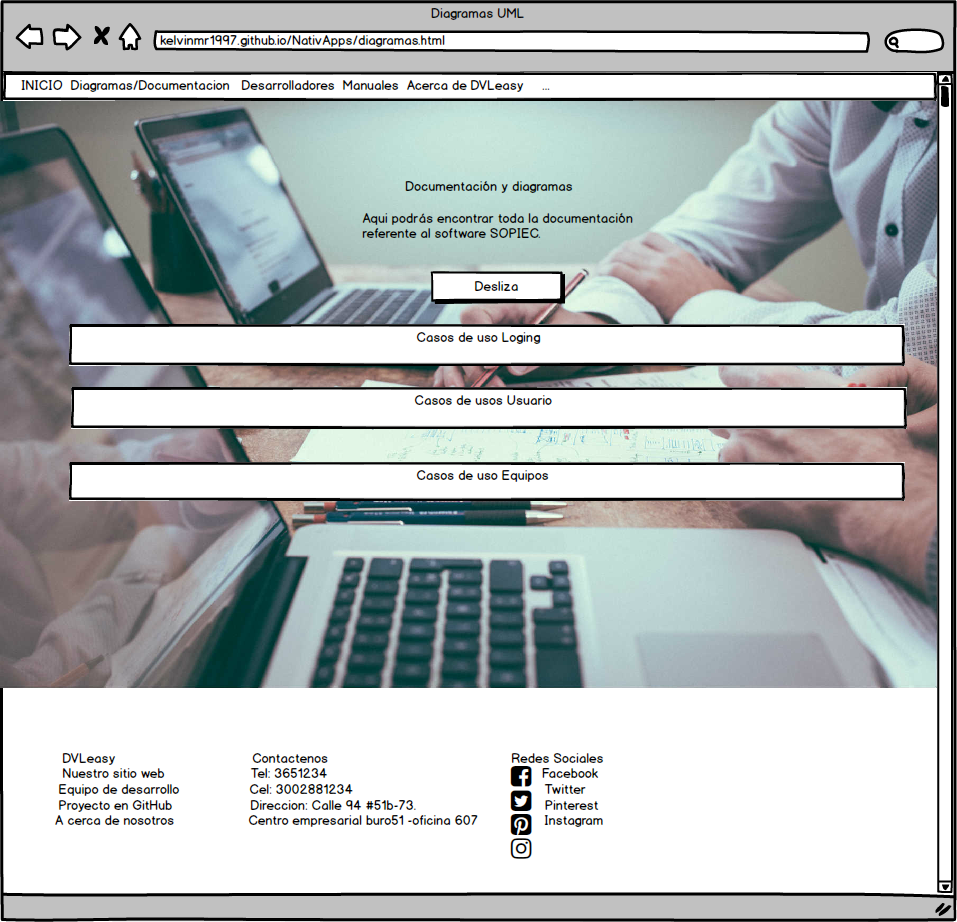 Diagramas UML
kelvinmr1997.github.io/NativApps/diagramas.html
INICIO Diagramas/Documentacion Desarrolladores Manuales Acerca de DVLeasy ...
Documentación y diagramas
Aqui podrás encontrar toda la documentación
referente al software SOPIEC.
Desliza
Casos de uso Loging
Casos de usos Usuario
Casos de uso Equipos
DVLeasy
Nuestro sitio web
Equipo de desarrollo
Proyecto en GitHub
A cerca de nosotros
Contactenos
Tel: 3651234
Cel: 3002881234
Direccion: Calle 94 #51b-73.
Centro empresarial buro51 -oficina 607
Redes Sociales
Facebook
Twitter
Pinterest
Instagram